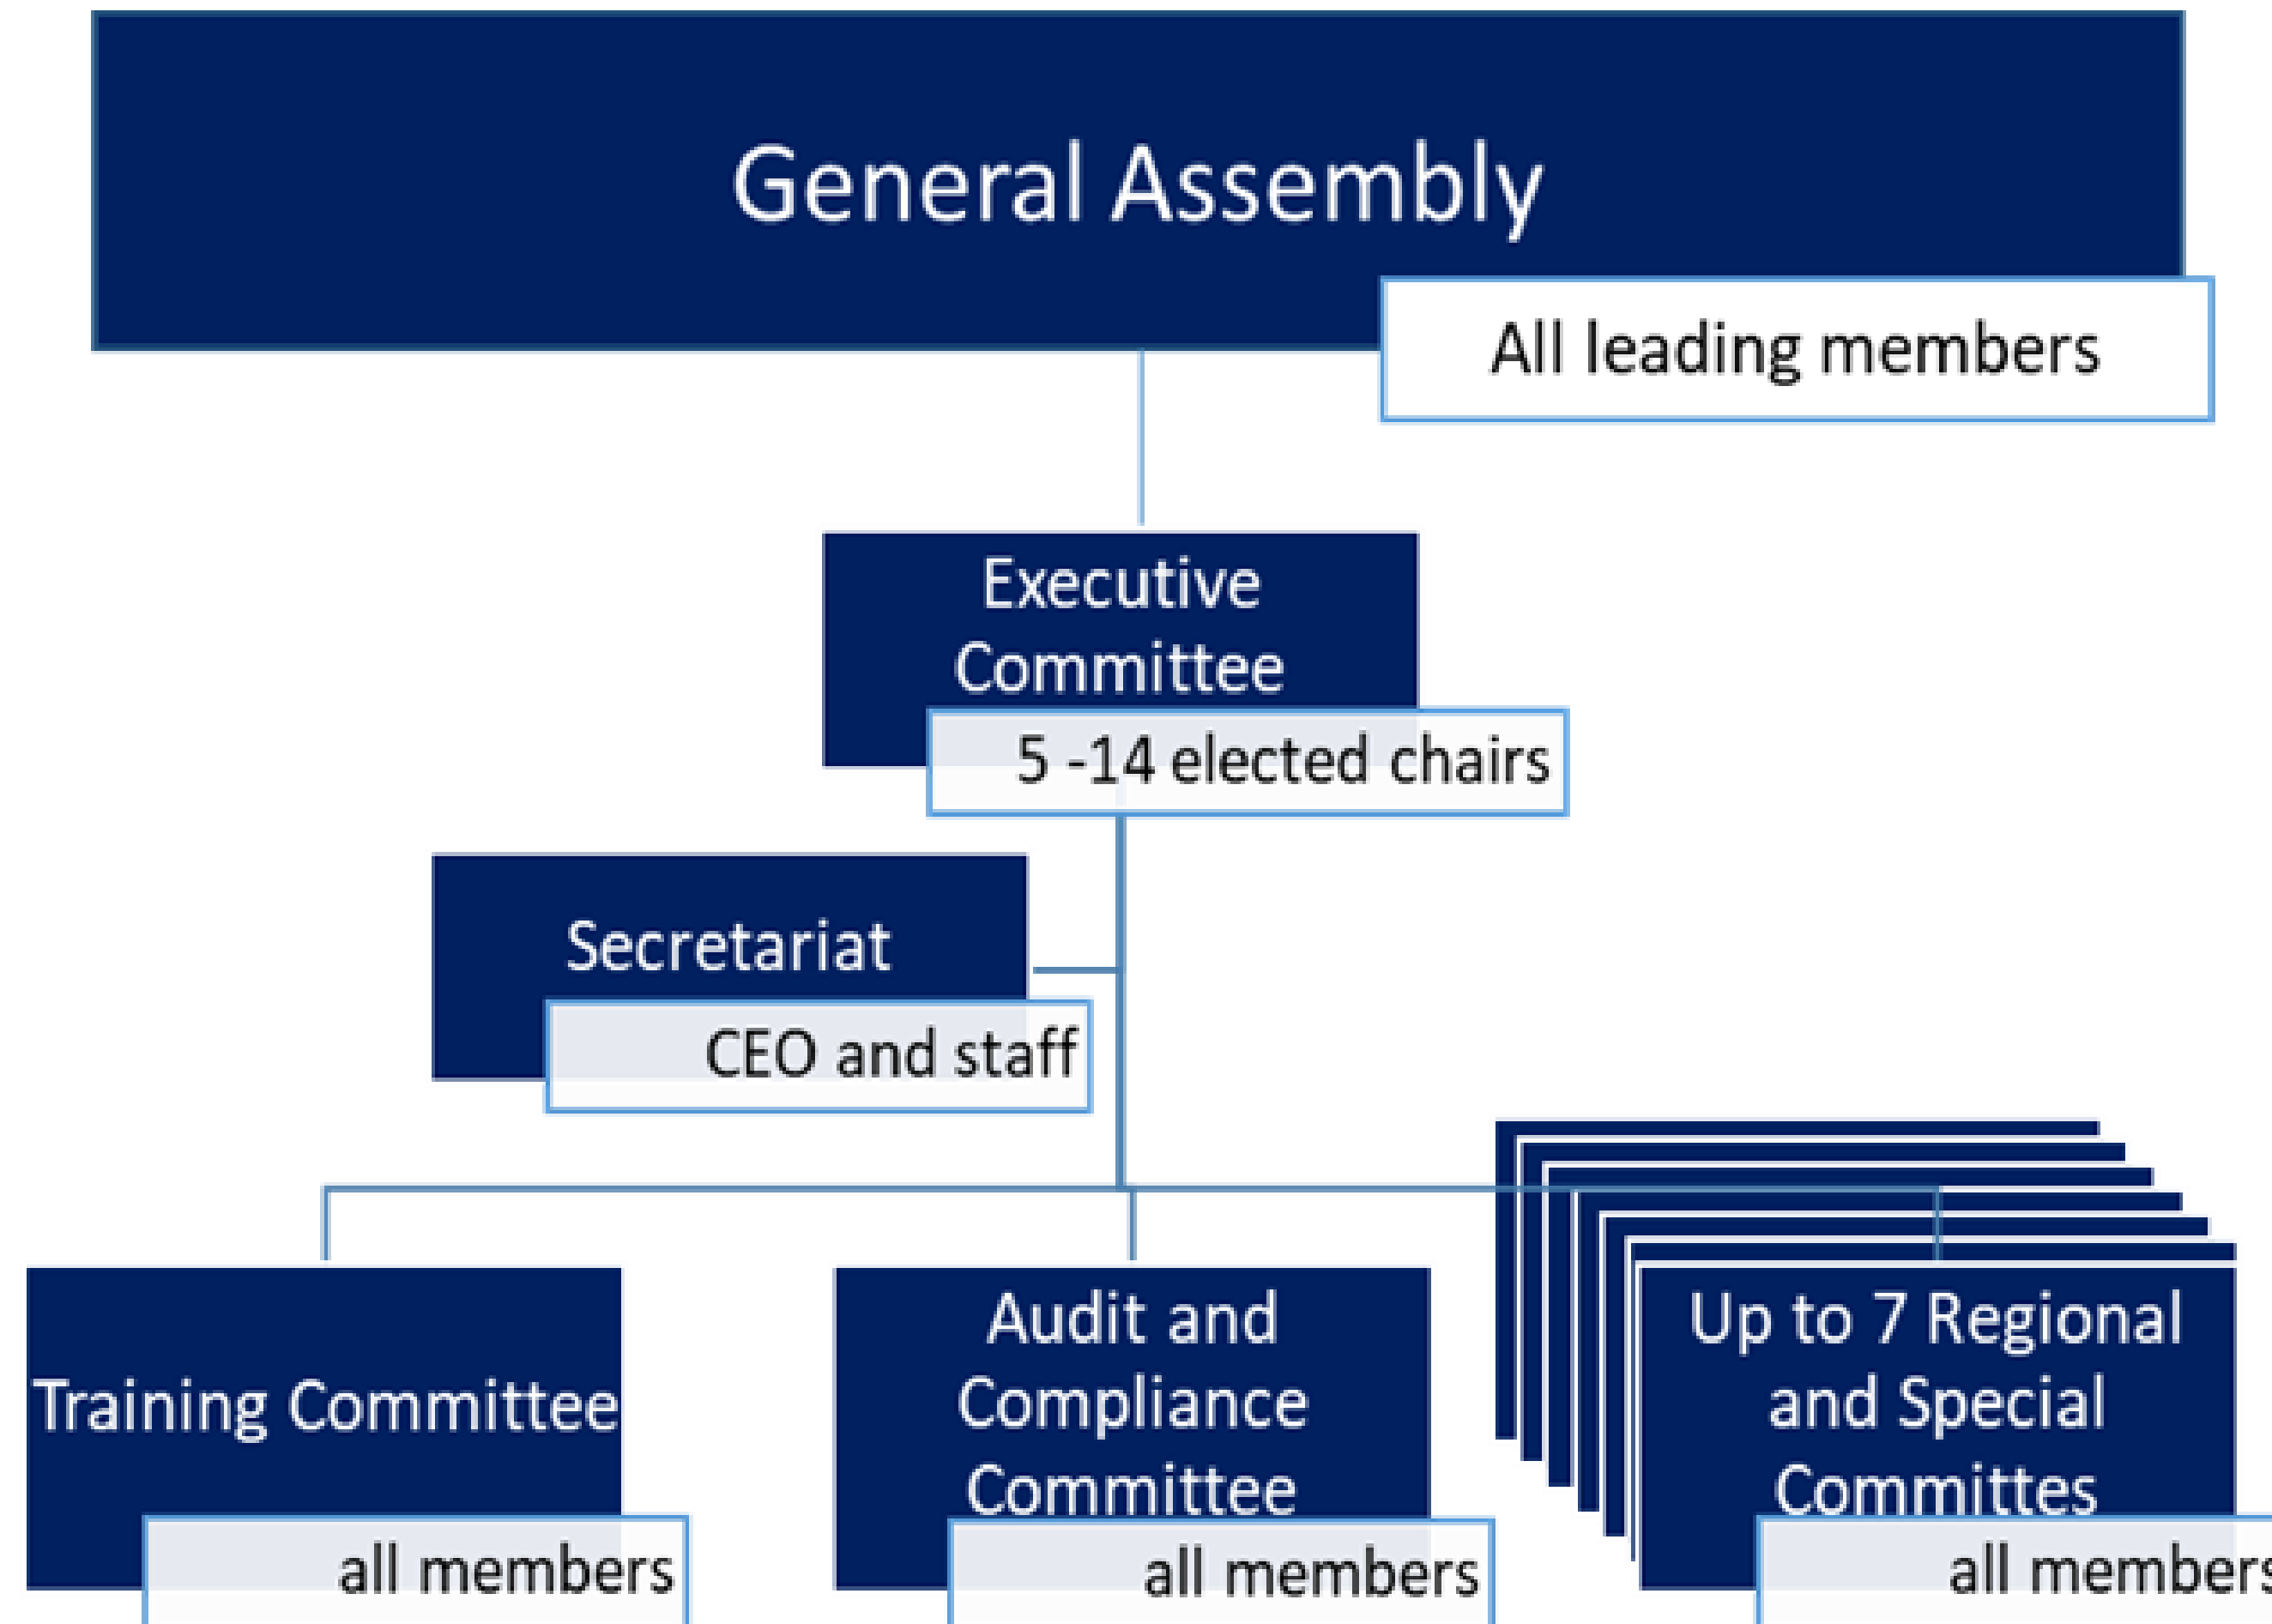 General Assembly
All leading members
Executive
Committee
5 -14 elected chairs
Secretariat
CEO and staff
Training Committee
all members
Audit and
Compliance
Committee
all members
Up to 7 Regional
and Special
Committes
all members